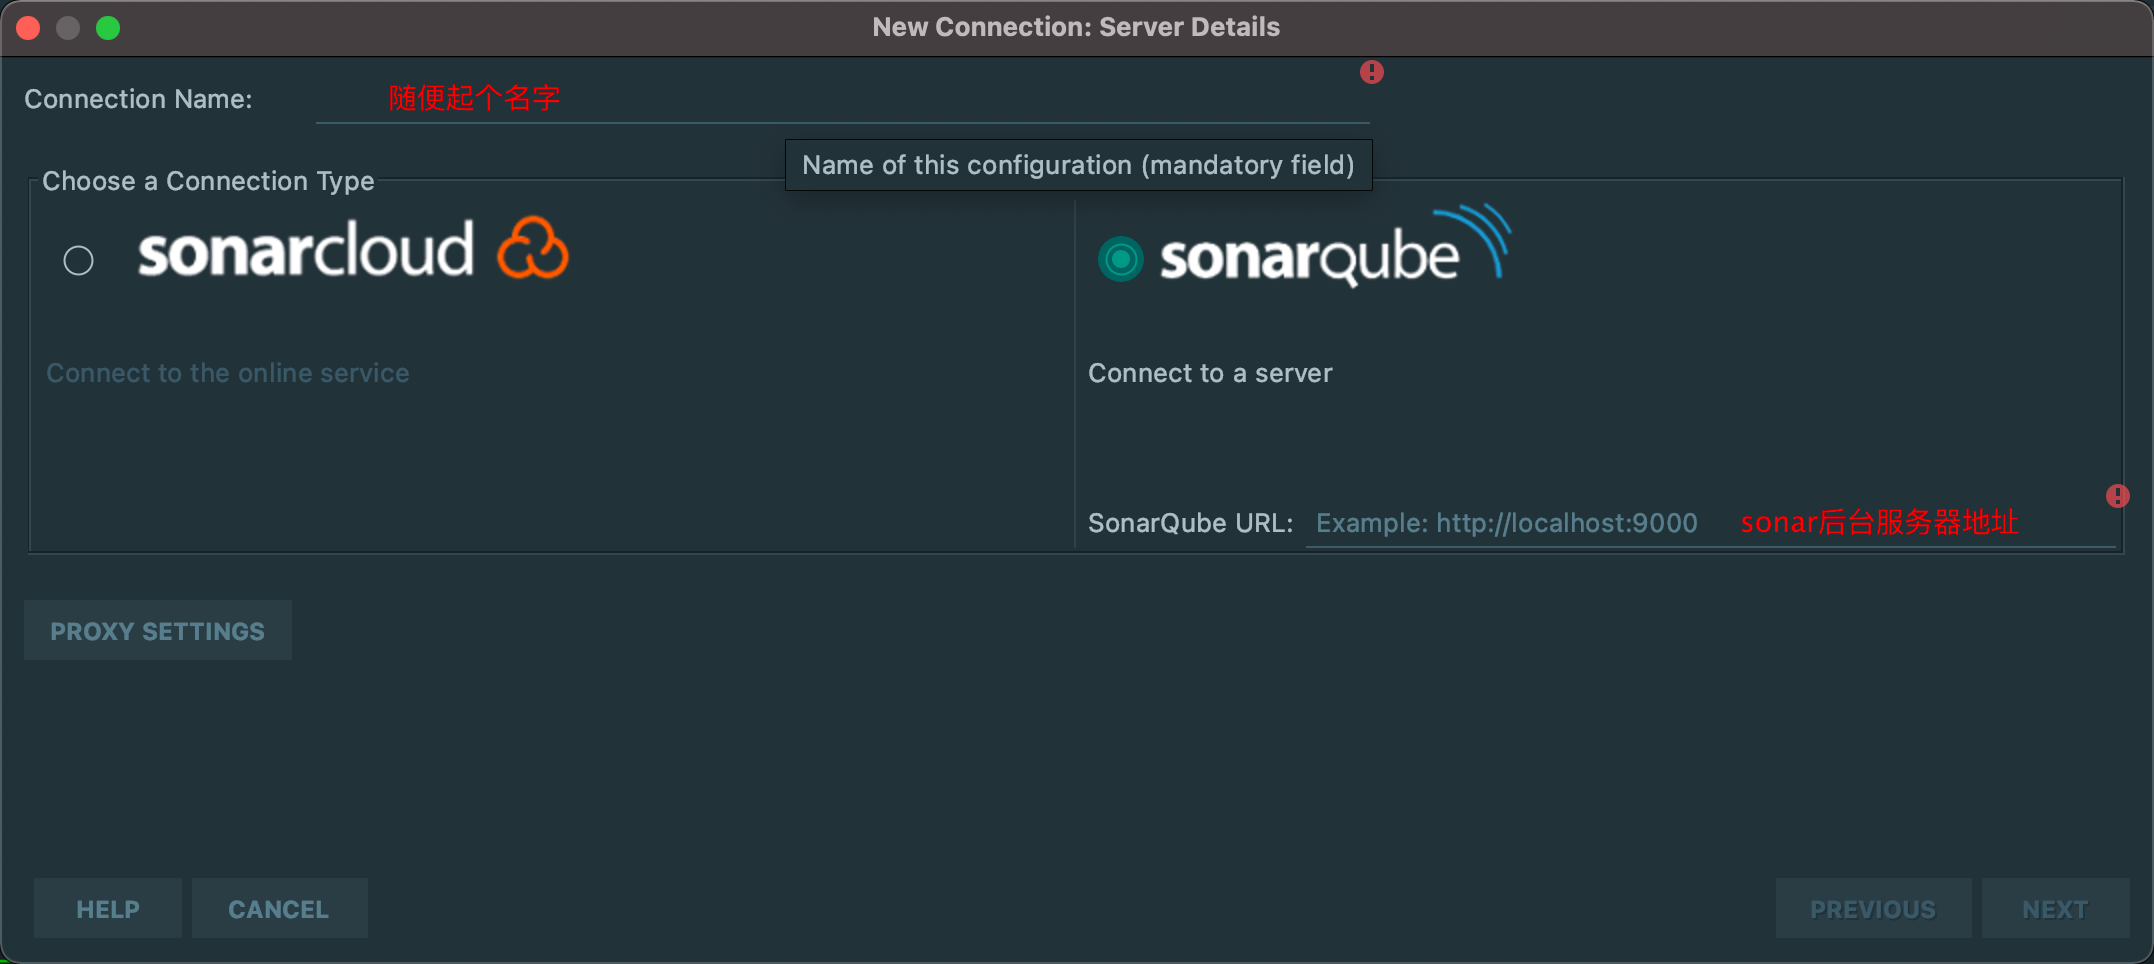 New Connection: Server Details
Connection Name: 随便起个名字
Name of this configuration (mandatory field)
Choose a Connection Type
sonarcloud
sonarqube
Connect to the online service
Connect to a server
SonarQube URL: Example: http://localhost:9000 sonar后台服务器地址
PROXY SETTINGS
HELP CANCEL PREVIOUS NEXT